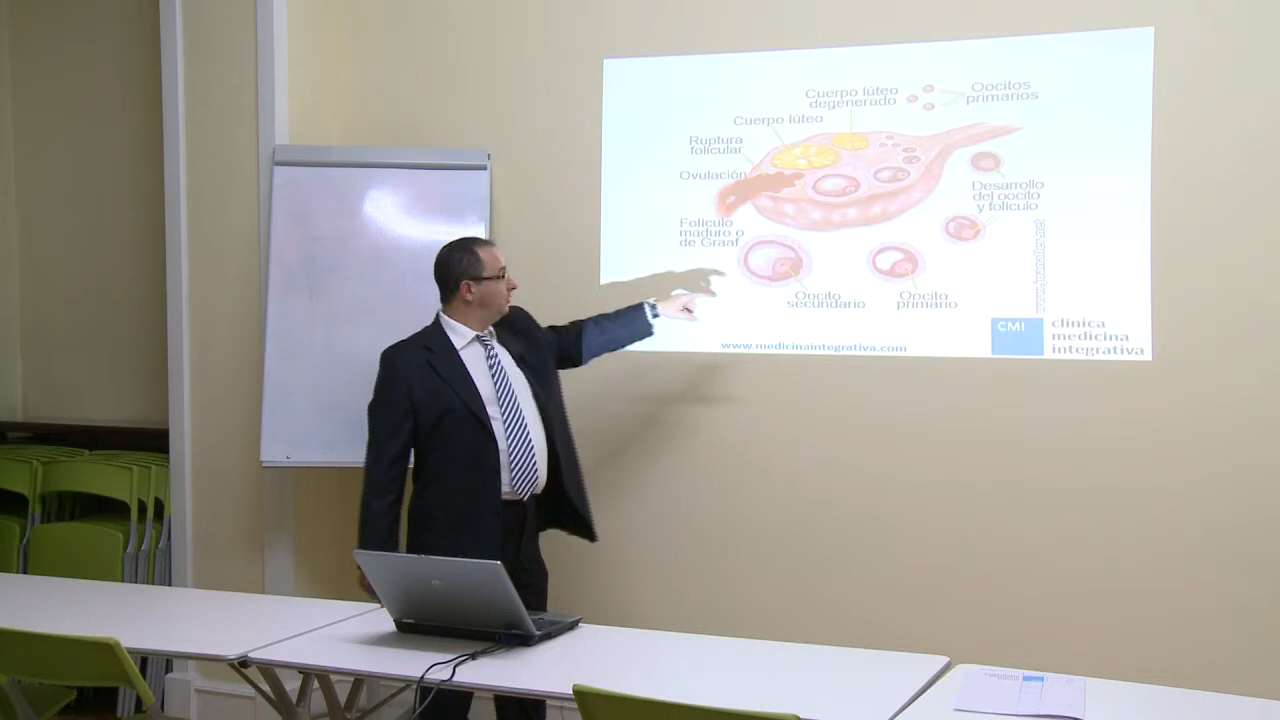 Cuerpo lúteo
degenerado
Oocitos
primarios
Cuerpo lúteo
Ruptura
folicular
Ovulación
Desarrollo
del oocito
y folículo
Folículo
maduro o
de Graaf
Oocito
secundario
Oocito
primario
www.medicinaintegrativa.com
CMI
clínica
medicina
integrativa